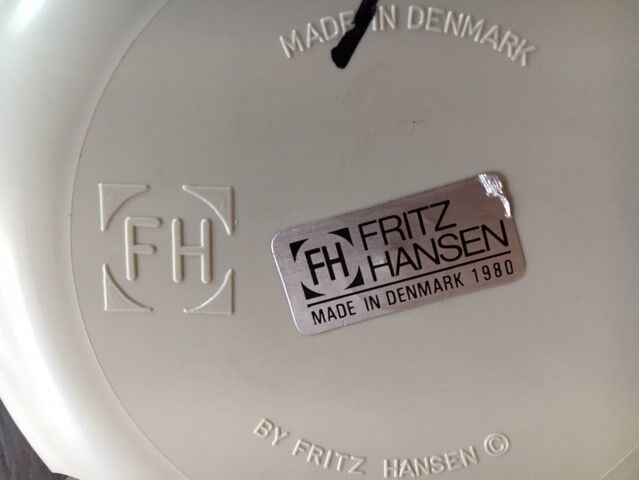 MADE IN DENMARK
FH
FH
FRITZ
HANSEN
MADE IN DENMARK 1980
BY FRITZ HANSEN ©